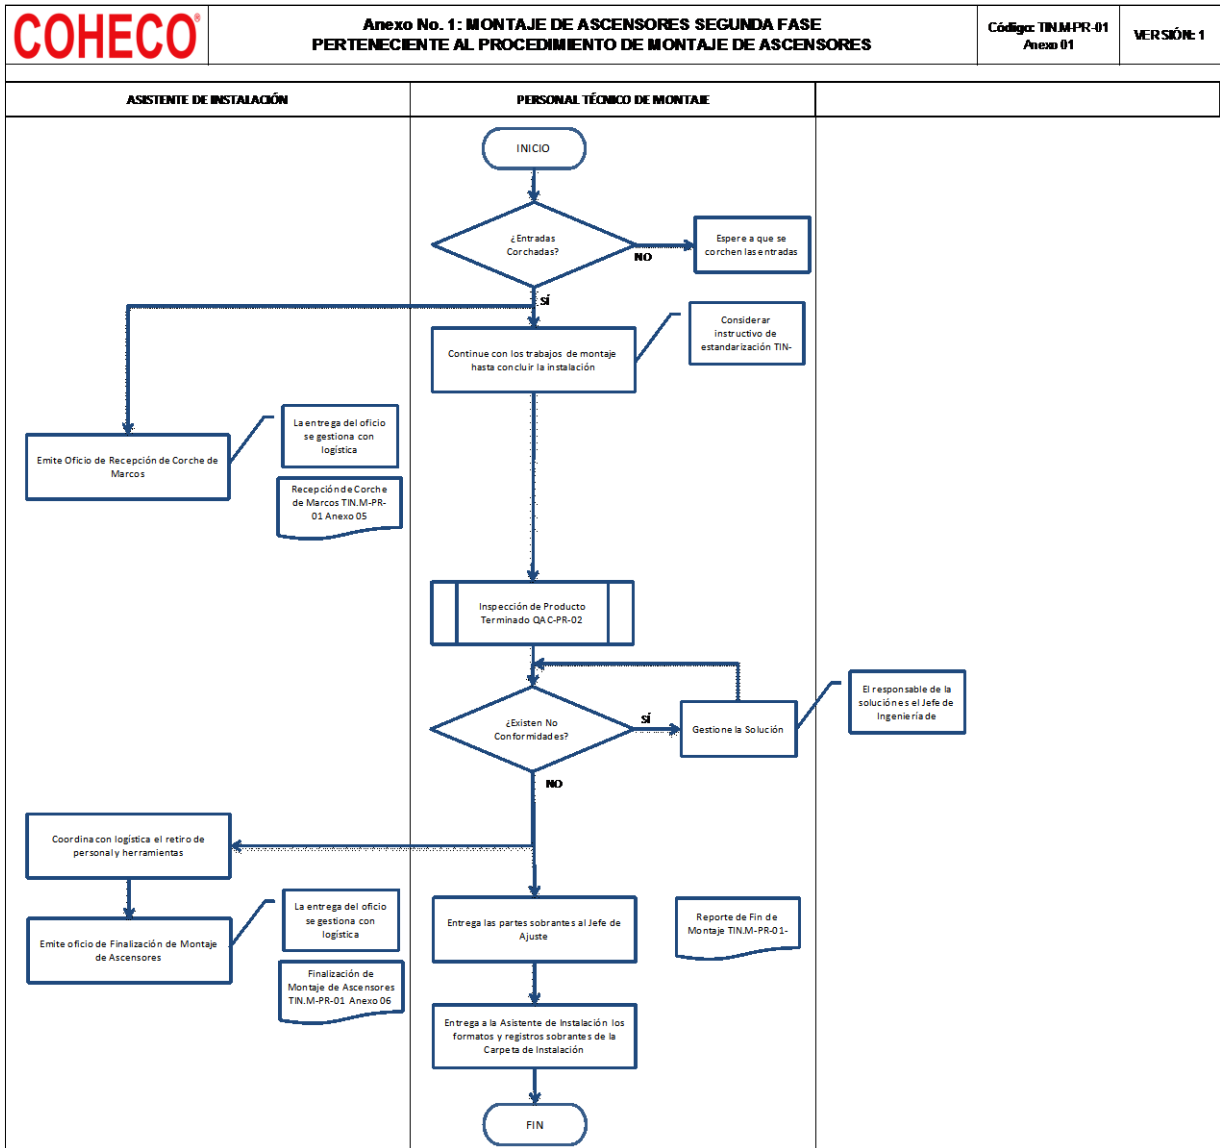 COHECO®
Anexo No. 1: MONTAJE DE ASCENSORES SEGUNDA FASE
PERTENECIENTE AL PROCEDIMIENTO DE MONTAJE DE ASCENSORES
Código: TIN.M-PR-01
Anexo 01
VERSIÓN: 1
ASISTENTE DE INSTALACIÓN
PERSONAL TÉCNICO DE MONTAJE
INICIO
¿Entradas
Corchadas?
NO
Espere a que se
corchen las entradas
SÍ
Considerar
instructivo de
estandarización TIN-
Continue con los trabajos de montaje
hasta concluir la instalación
La entrega del oficio
se gestiona con
logística
Emite Oficio de Recepción de Corche de
Marcos
Recepción de Corche
de Marcos TIN.M-PR-
01 Anexo 05
Inspección de Producto
Terminado QAC-PR-02
¿Existen No
Conformidades?
SÍ
Gestione la Solución
El responsable de la
solución es el Jefe de
Ingeniería de
NO
Coordina con logística el retiro de
personal y herramientas
La entrega del oficio
se gestiona con
logística
Emite oficio de Finalización de Montaje
de Ascensores
Finalización de
Montaje de Ascensores
TIN.M-PR-01 Anexo 06
Entrega las partes sobrantes al Jefe de
Ajuste
Reporte de Fin de
Montaje TIN.M-PR-01-
Entrega a la Asistente de Instalación los
formatos y registros sobrantes de la
Carpeta de Instalación
FIN